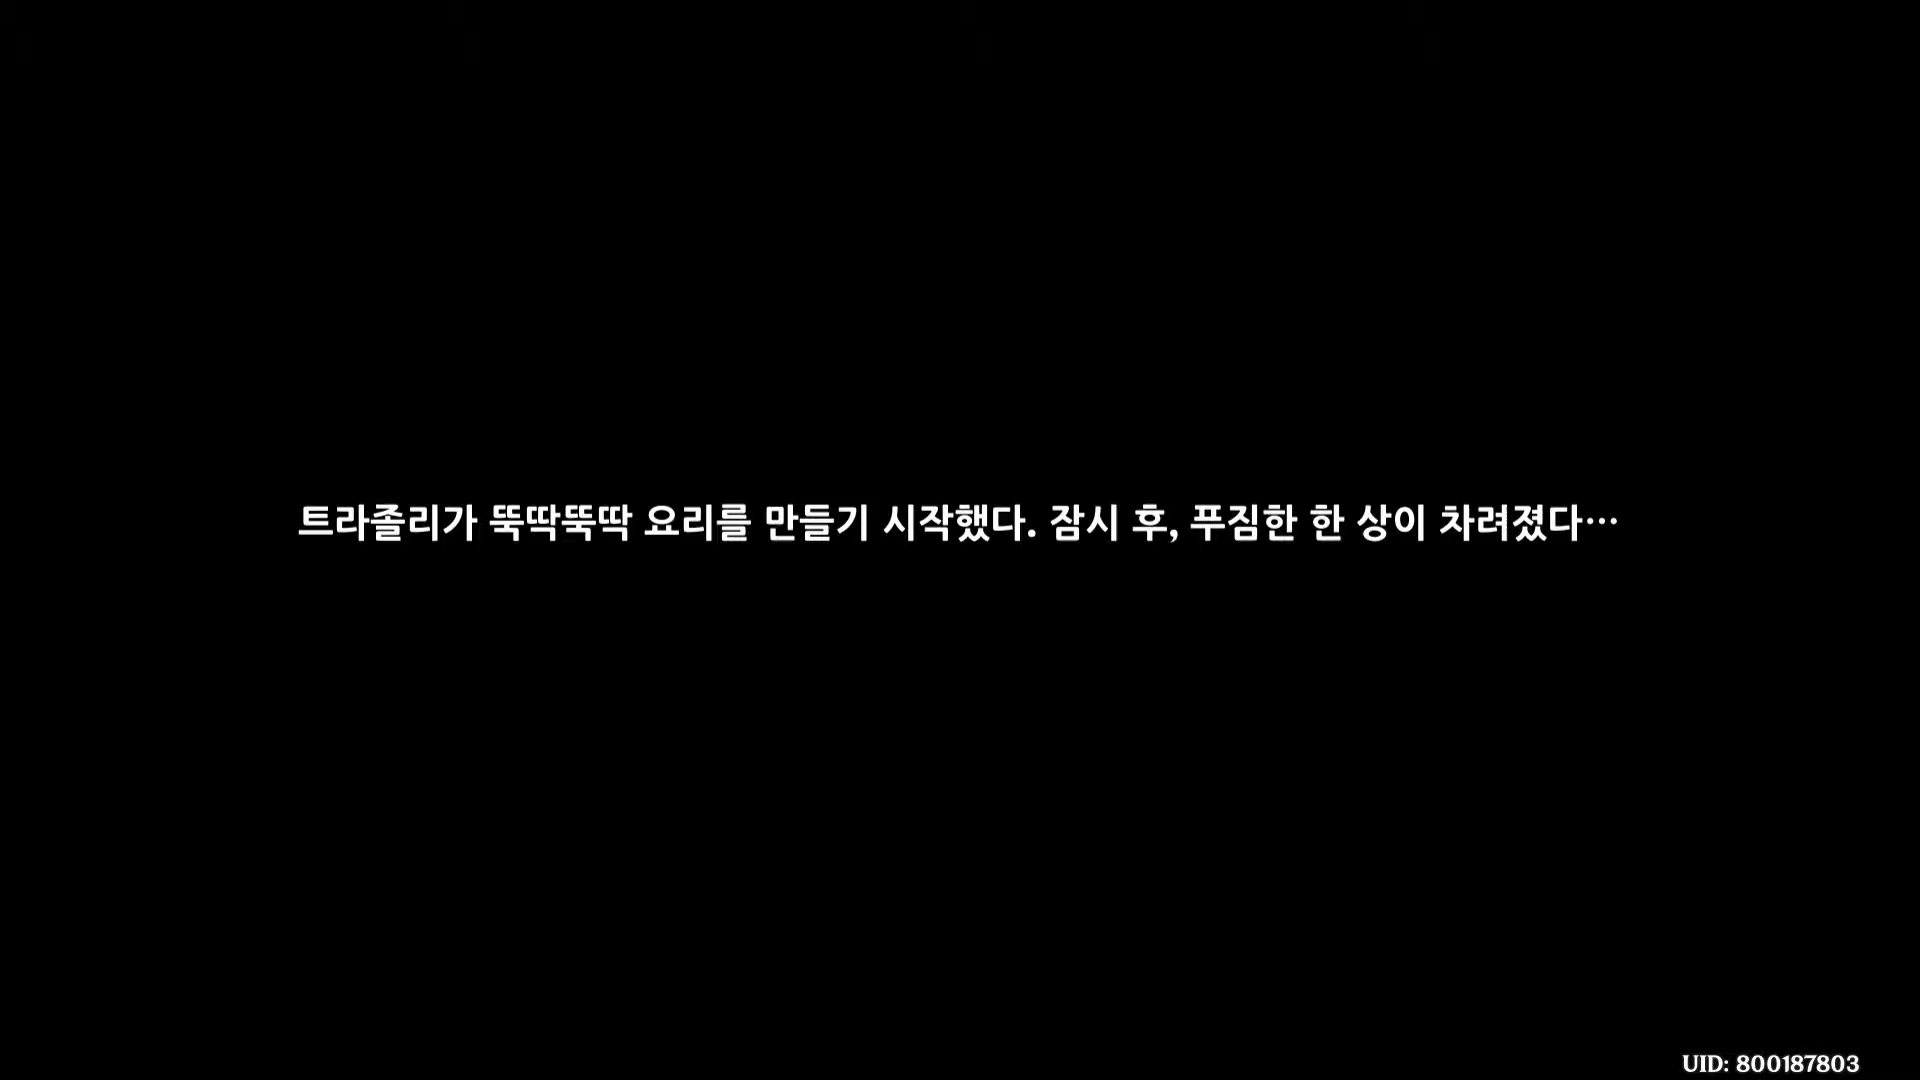 트라졸리가 뚝딱뚝딱 요리를 만들기 시작했다. 잠시 후, 푸짐한 한 상이 차려졌다…
UID: 800187803